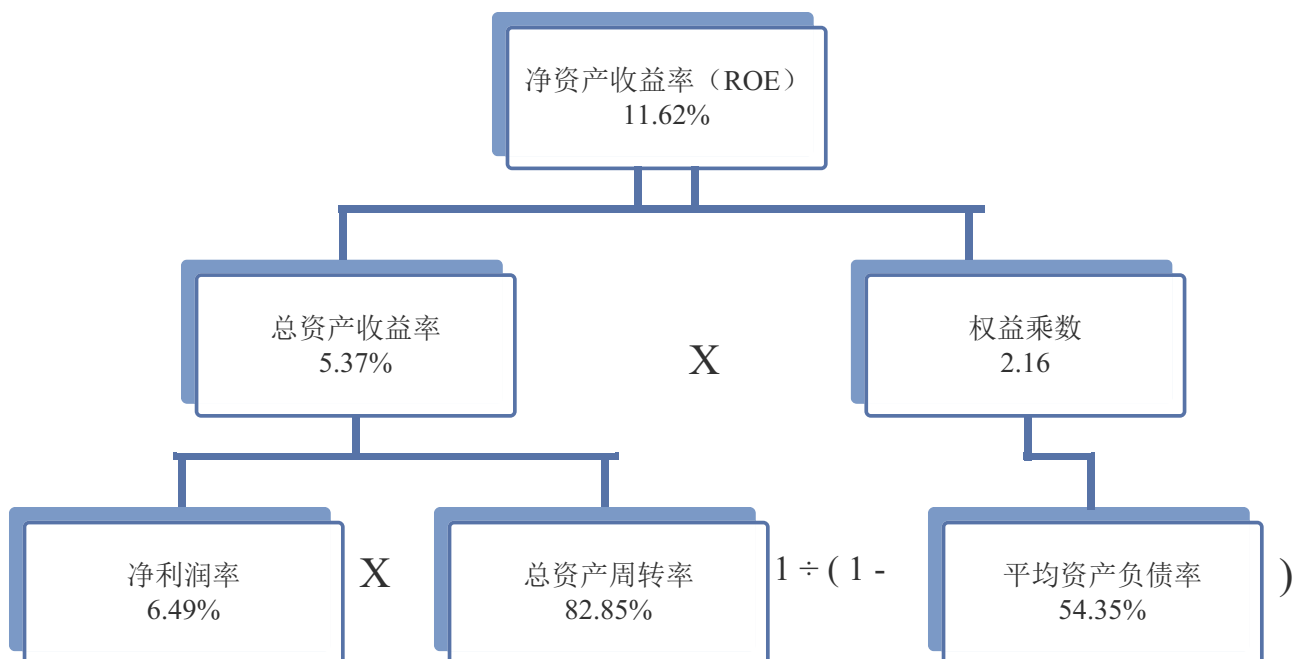 净资产收益率（ROE）
11.62%
总资产收益率
5.37%
X
权益乘数
2.16
净利润率
6.49%
X
总资产周转率
82.85%
1 ÷ ( 1 -
平均资产负债率
54.35%
)